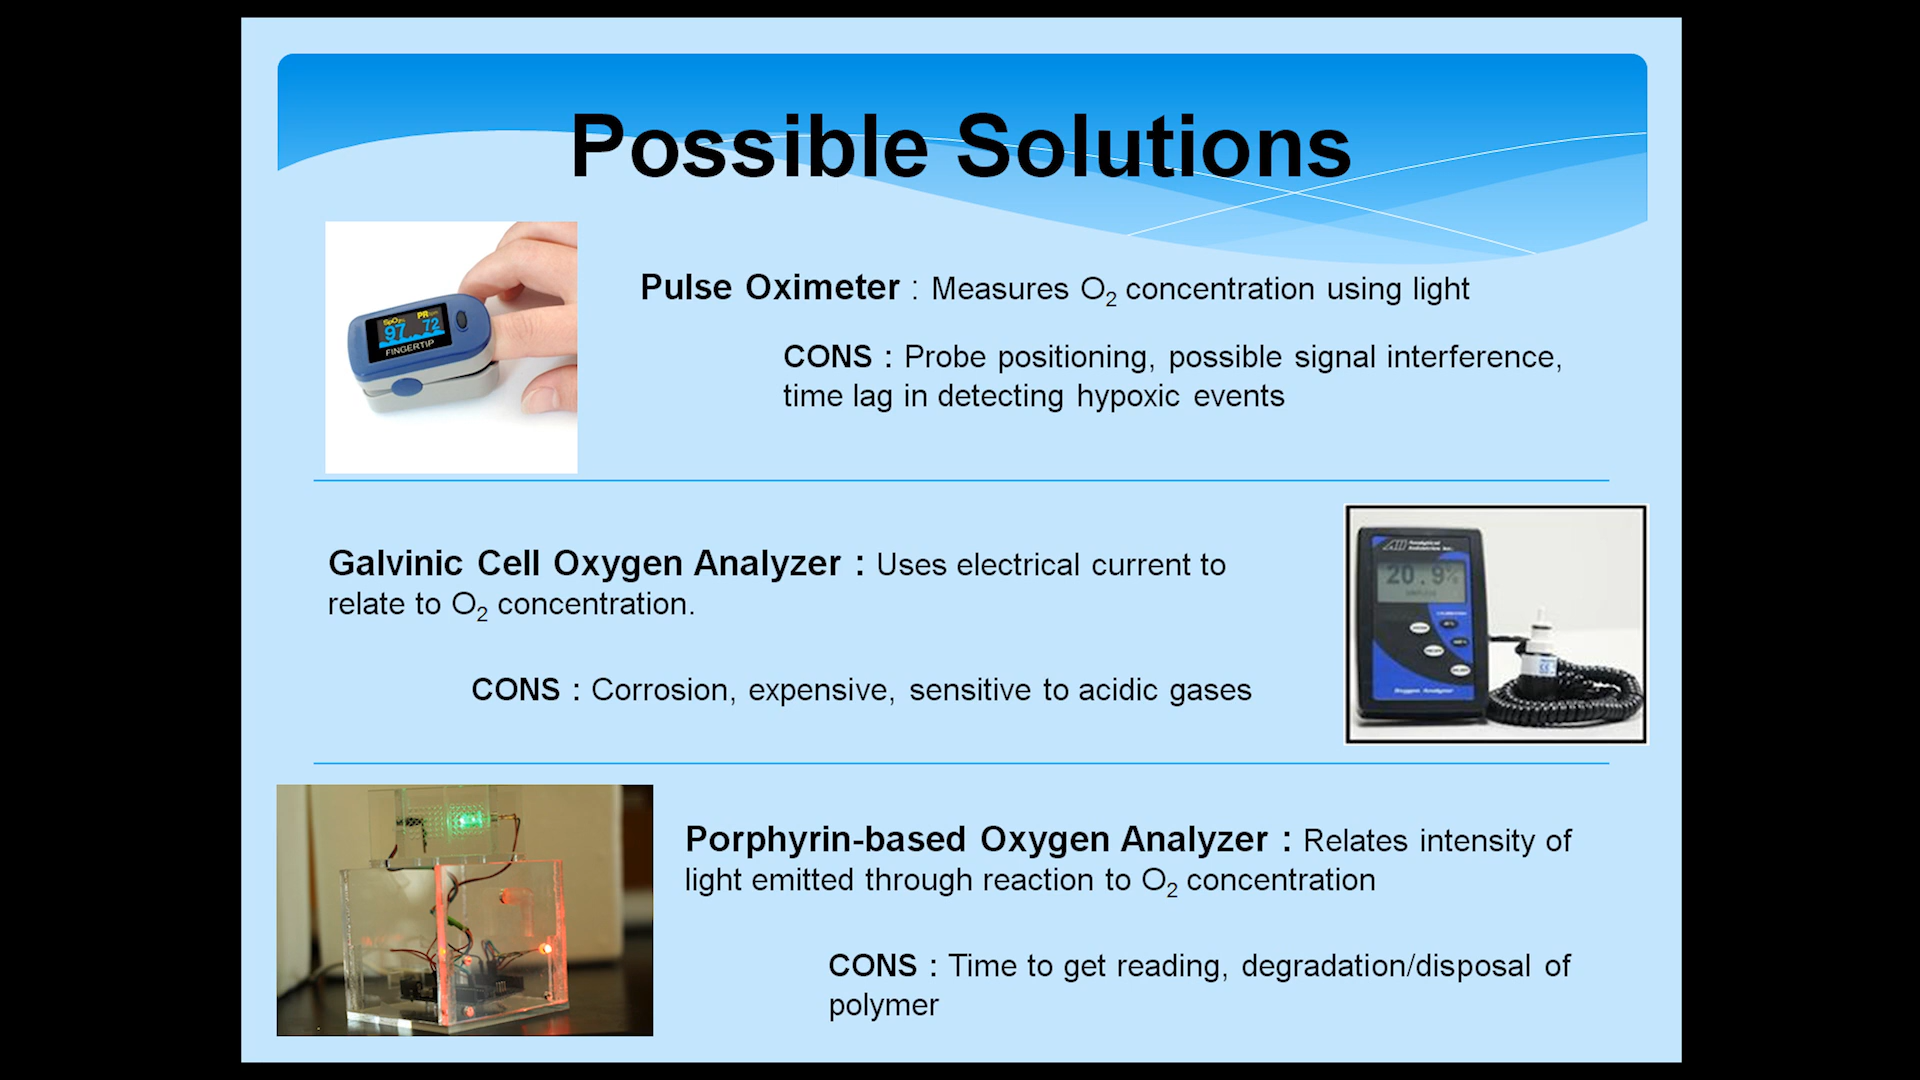 Possible Solutions
SpO₂ PR
97 72
FINGERTIP
Pulse Oximeter : Measures O₂ concentration using light
CONS : Probe positioning, possible signal interference,
time lag in detecting hypoxic events
Galvinic Cell Oxygen Analyzer : Uses electrical current to
relate to O₂ concentration.
CONS : Corrosion, expensive, sensitive to acidic gases
20.9%
Oxygen Analyzer
Porphyrin-based Oxygen Analyzer : Relates intensity of
light emitted through reaction to O₂ concentration
CONS : Time to get reading, degradation/disposal of
polymer